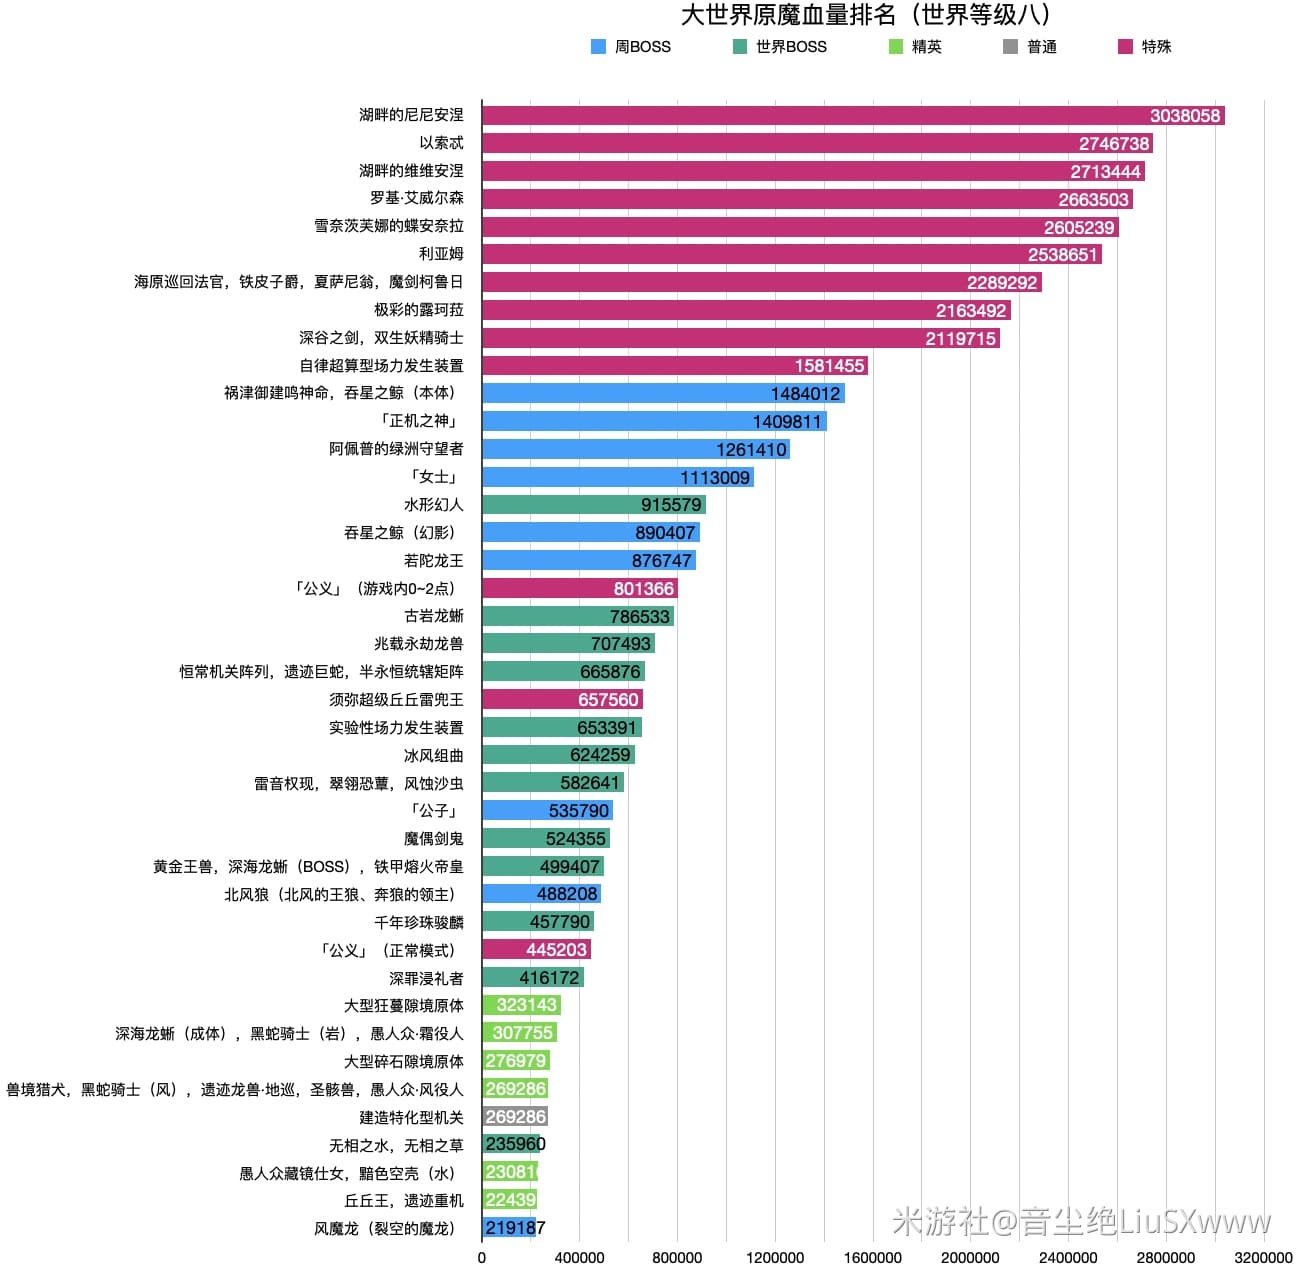 大世界原魔血量排名（世界等级八）
周BOSS 世界BOSS 精英 普通 特殊
湖畔的尼尼安涅 3038058
以索忒 2746738
湖畔的维维安涅 2713444
罗基·艾威尔森 2663503
雪奈茨芙娜的蝶安奈拉 2605239
利亚姆 2538651
海原巡回法官，铁皮子爵，夏萨尼翁，魔剑柯鲁日 2289292
极彩的露珂菈 2163492
深谷之剑，双生妖精骑士 2119715
自律超算型场力发生装置 1581455
祸津御建鸣神命，吞星之鲸（本体） 1484012
「正机之神」 1409811
阿佩普的绿洲守望者 1261410
「女士」 1113009
水形幻人 915579
吞星之鲸（幻影） 890407
若陀龙王 876747
「公义」（游戏内0~2点） 801366
古岩龙蜥 786533
兆载永劫龙兽 707493
恒常机关阵列，遗迹巨蛇，半永恒统辖矩阵 665876
须弥超级丘丘雷兜王 657560
实验性场力发生装置 653391
冰风组曲 624259
雷音权现，翠翎恐蕈，风蚀沙虫 582641
「公子」 535790
魔偶剑鬼 524355
黄金王兽，深海龙蜥（BOSS），铁甲熔火帝皇 499407
北风狼（北风的王狼、奔狼的领主） 488208
千年珍珠骏麟 457790
「公义」（正常模式） 445203
深罪浸礼者 416172
大型狂蔓隙境原体 323143
深海龙蜥（成体），黑蛇骑士（岩），愚人众·霜役人 307755
大型碎石隙境原体 276979
兽境猎犬，黑蛇骑士（风），遗迹龙兽·地巡，圣骸兽，愚人众·风役人 269286
建造特化型机关 269286
无相之水，无相之草 235960
愚人众藏镜仕女，黯色空壳（水） 23081
丘丘王，遗迹重机 22439
风魔龙（裂空的魔龙） 219187
0 400000 800000 1200000 1600000 2000000 2400000 2800000 3200000
米游社@音尘绝LiuSXwww